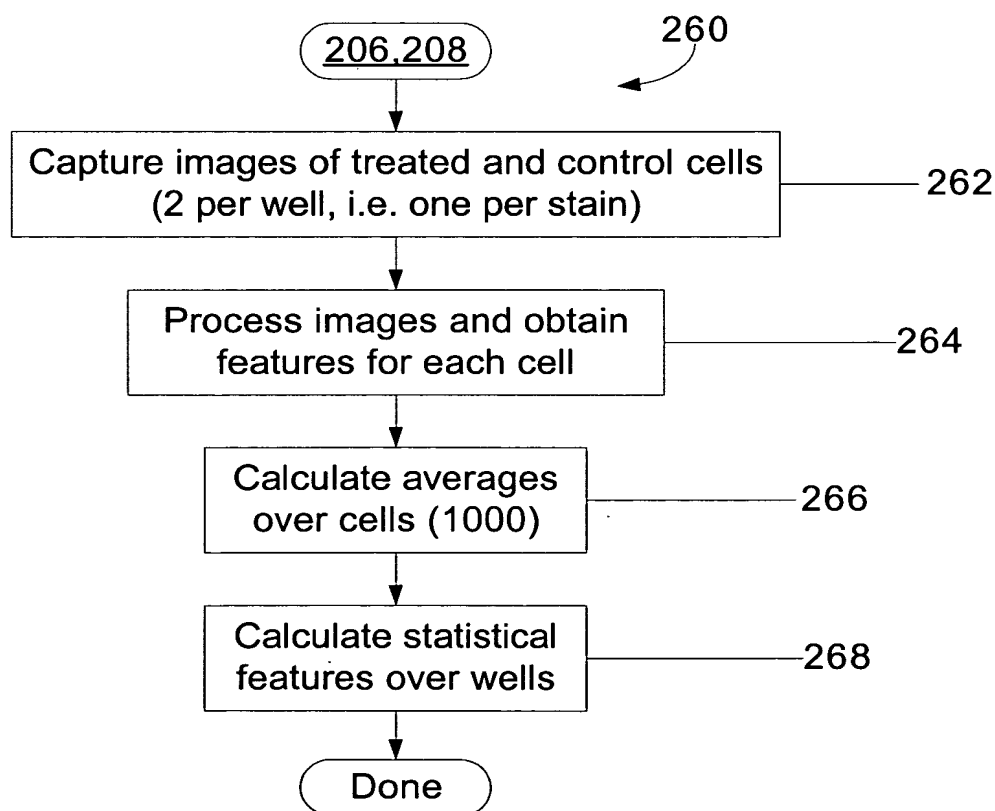 206,208
260
Capture images of treated and control cells
(2 per well, i.e. one per stain)
262
Process images and obtain
features for each cell
264
Calculate averages
over cells (1000)
266
Calculate statistical
features over wells
268
Done